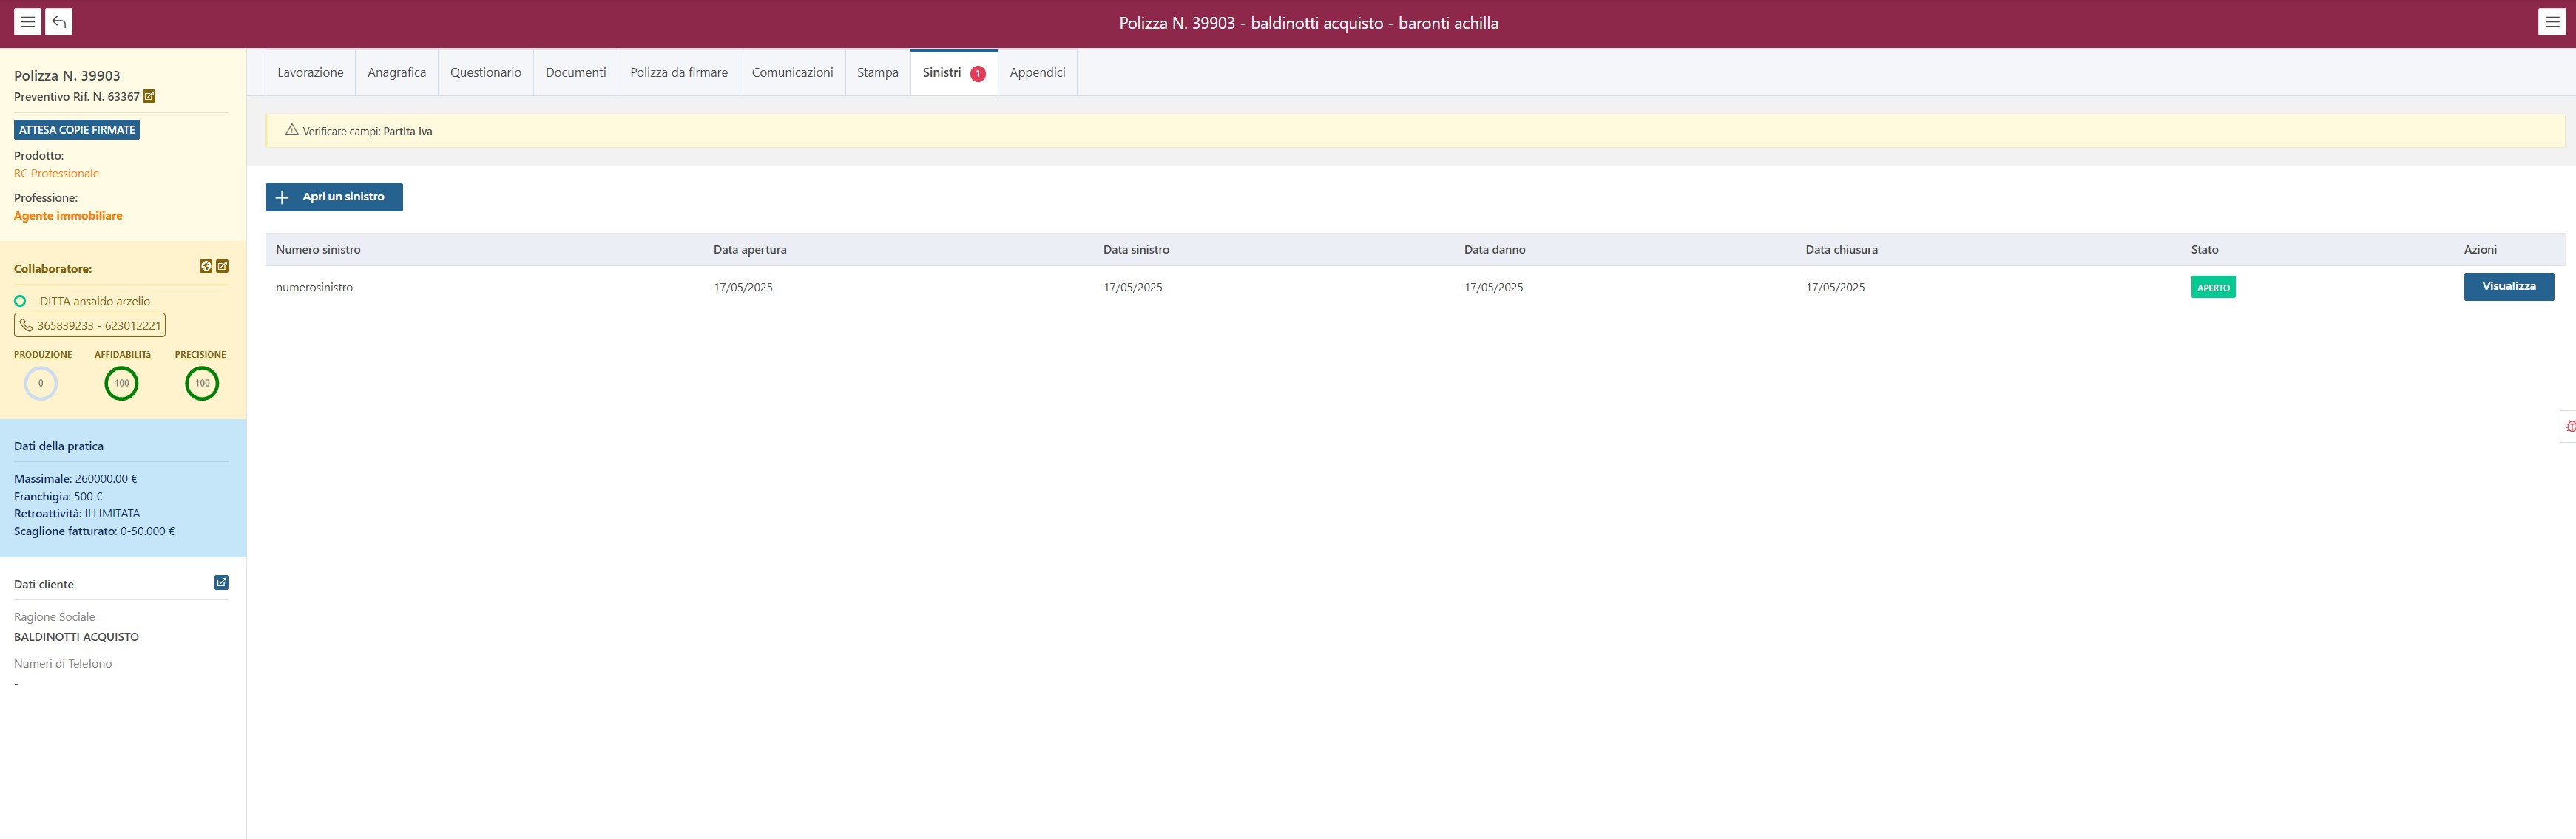 Polizza N. 39903 - baldinotti acquisto - baronti achilla
Polizza N. 39903
Preventivo Rif. N. 63367
ATTESA COPIE FIRMATE
Prodotto:
RC Professionale
Professione:
Agente immobiliare
Collaboratore:
DITTA ansaldo arzelio
365839233 - 623012221
PRODUZIONE AFFIDABILITà PRECISIONE
0 100 100
Dati della pratica
Massimale: 260000.00 €
Franchigia: 500 €
Retroattività: ILLIMITATA
Scaglione fatturato: 0-50.000 €
Dati cliente
Ragione Sociale
BALDINOTTI ACQUISTO
Numeri di Telefono
-
Lavorazione Anagrafica Questionario Documenti Polizza da firmare Comunicazioni Stampa Sinistri 1 Appendici
Verificare campi: Partita Iva
Apri un sinistro
Numero sinistro Data apertura Data sinistro Data danno Data chiusura Stato Azioni
numerosinistro 17/05/2025 17/05/2025 17/05/2025 17/05/2025 APERTO Visualizza